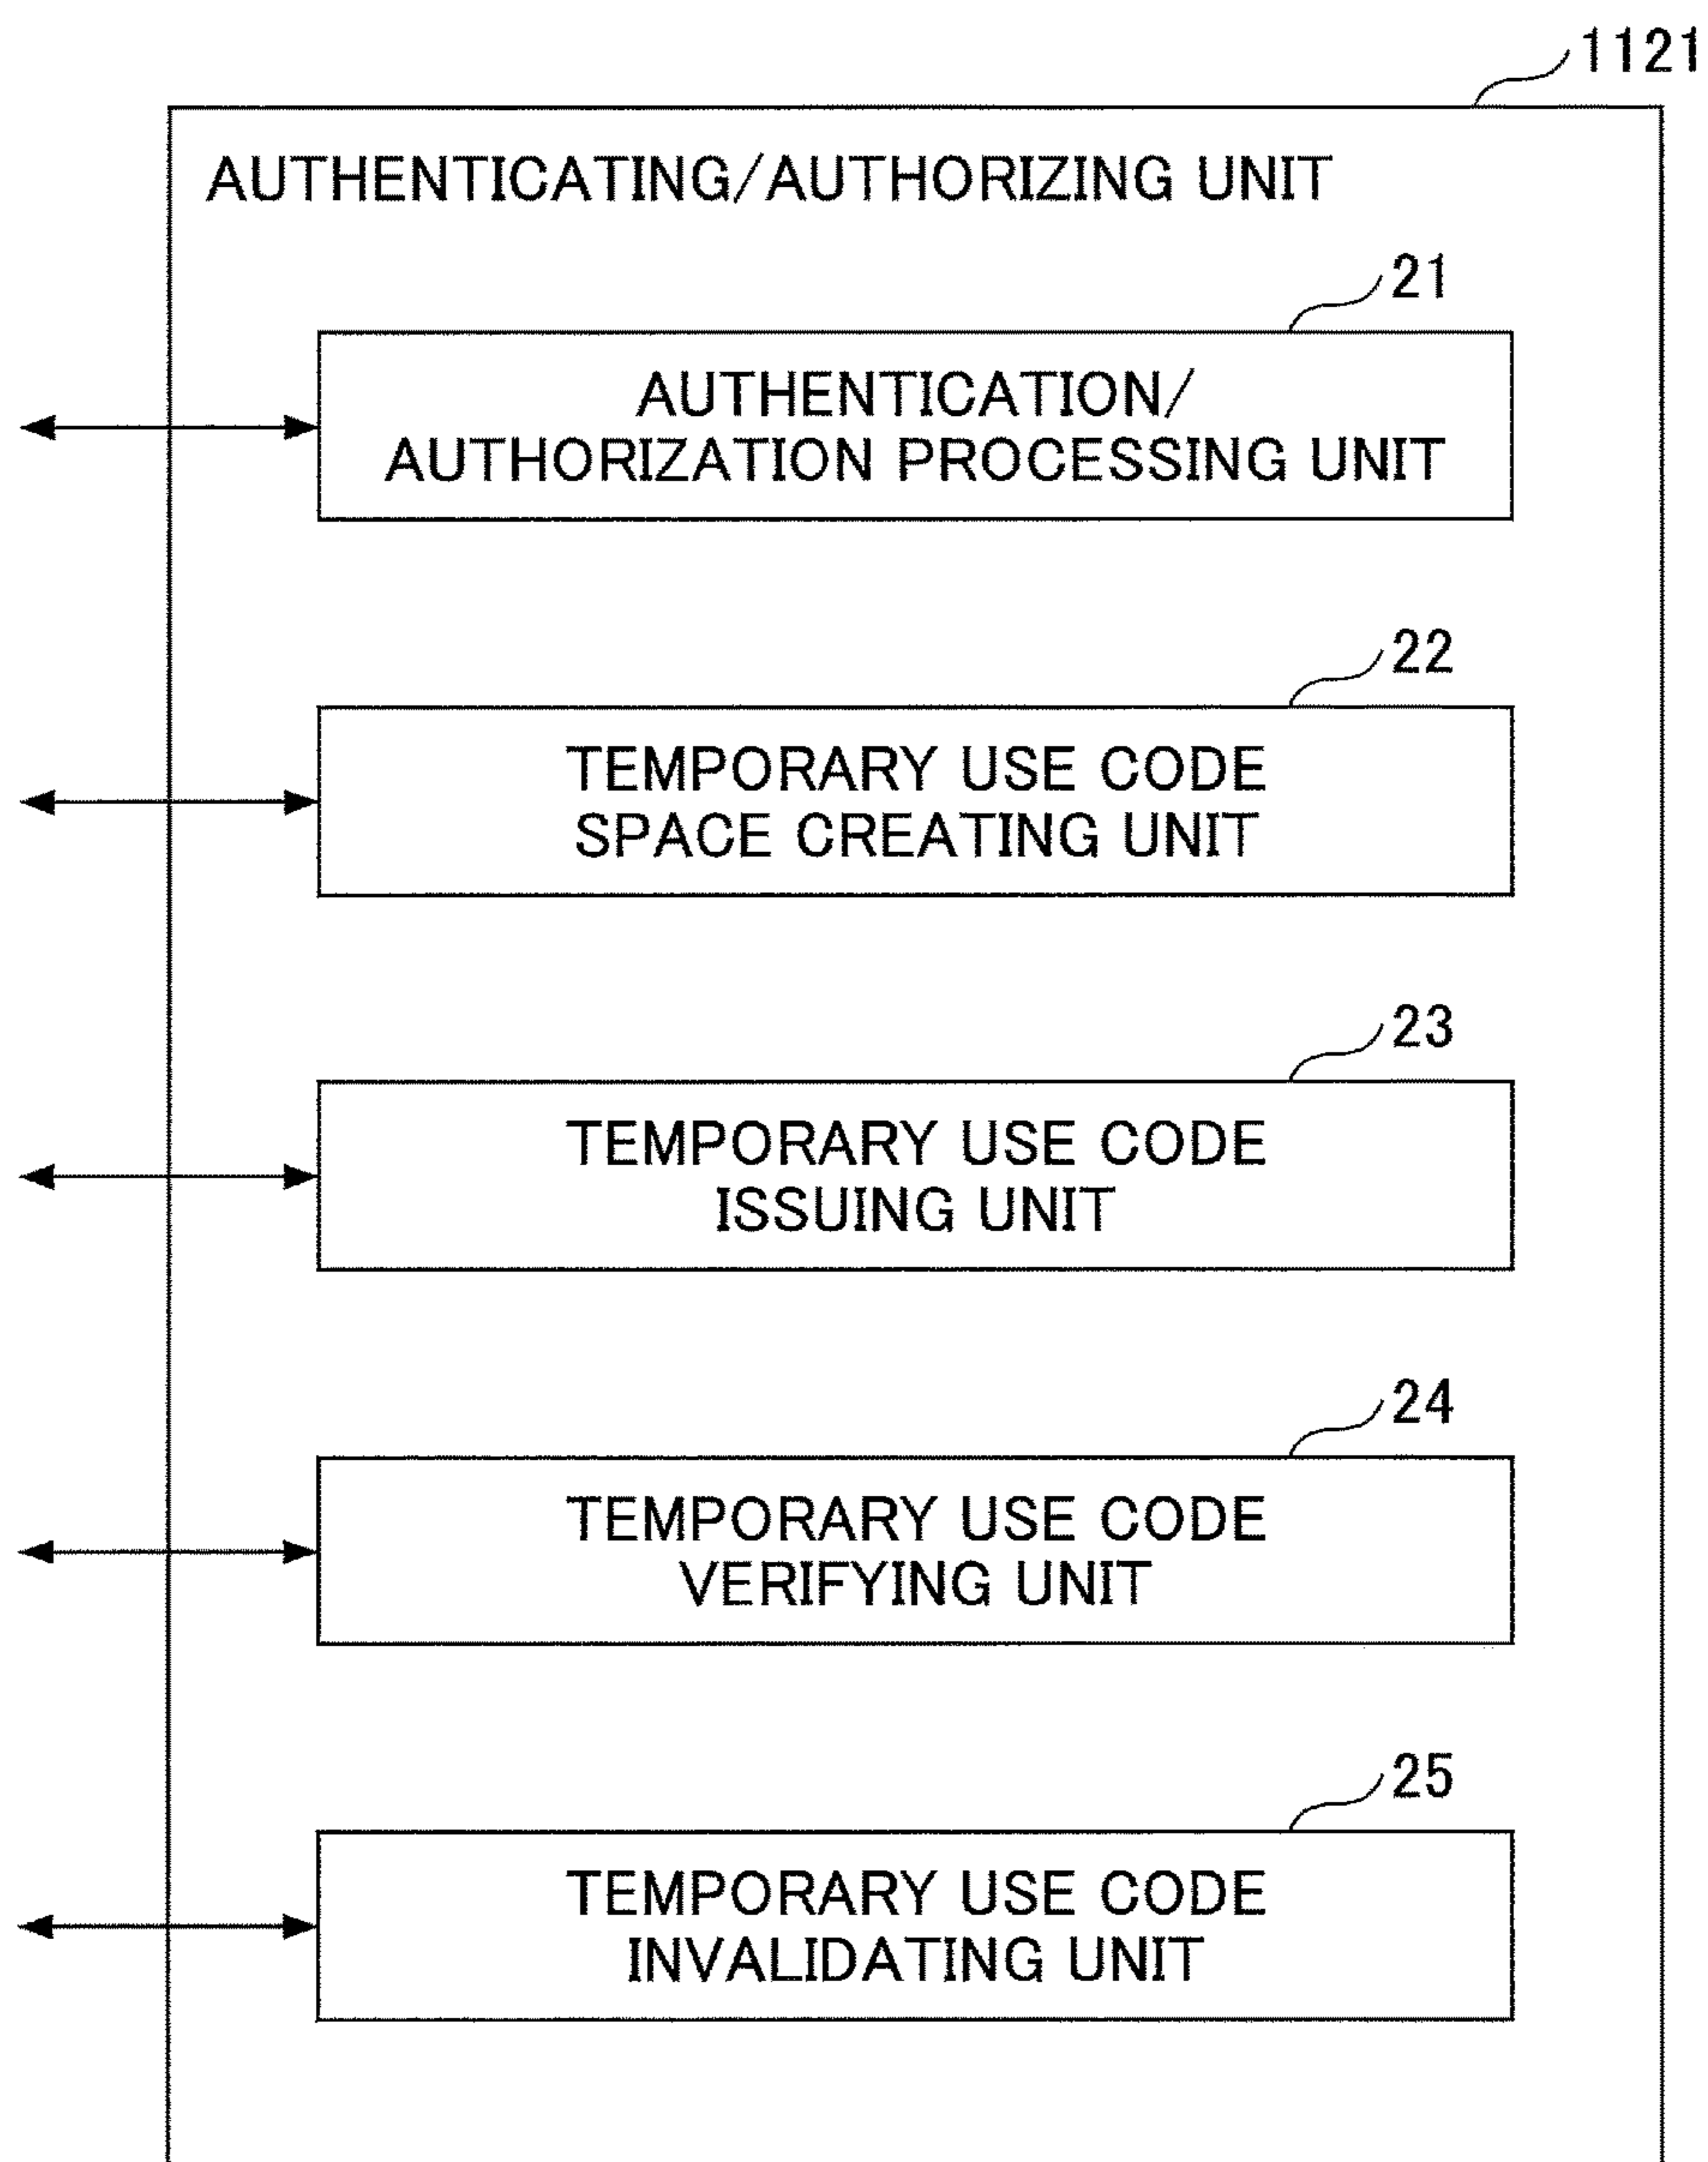 1121
AUTHENTICATING/AUTHORIZING UNIT
21
AUTHENTICATION/
AUTHORIZATION PROCESSING UNIT
22
TEMPORARY USE CODE
SPACE CREATING UNIT
23
TEMPORARY USE CODE
ISSUING UNIT
24
TEMPORARY USE CODE
VERIFYING UNIT
25
TEMPORARY USE CODE
INVALIDATING UNIT